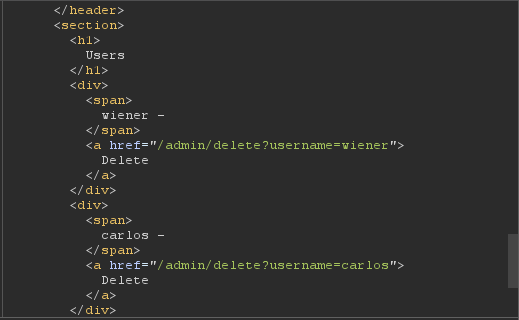 </header>
<section>
<h1>
Users
</h1>
<div>
<span>
wiener -
</span>
<a href="/admin/delete?username=wiener">
Delete
</a>
</div>
<div>
<span>
carlos -
</span>
<a href="/admin/delete?username=carlos">
Delete
</a>
</div>